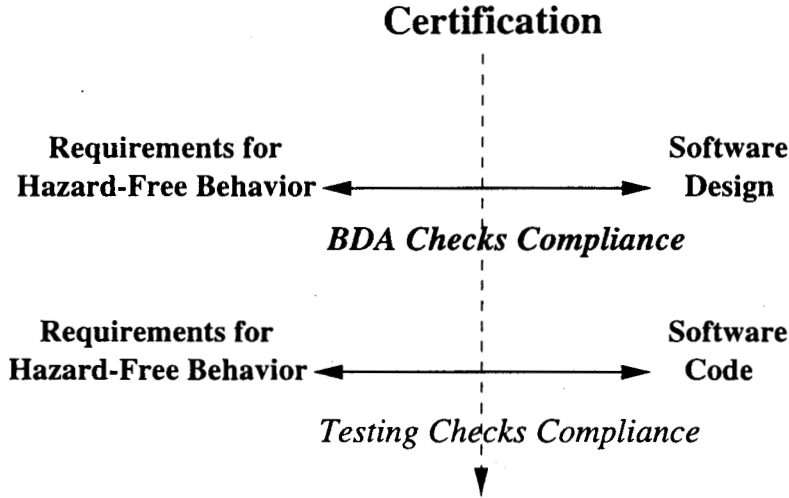 Certification
Requirements for
Hazard-Free Behavior
Software
Design
BDA Checks Compliance
Requirements for
Hazard-Free Behavior
Software
Code
Testing Checks Compliance